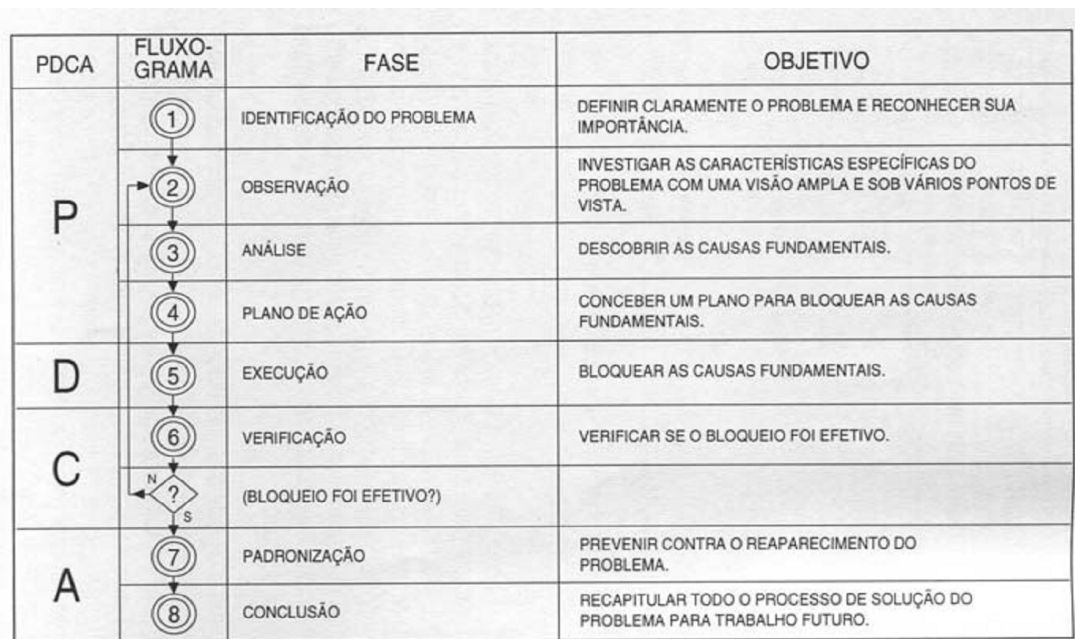 PDCA FLUXO-
GRAMA FASE OBJETIVO
P
1 IDENTIFICAÇÃO DO PROBLEMA DEFINIR CLARAMENTE O PROBLEMA E RECONHECER SUA
IMPORTÂNCIA.
2 OBSERVAÇÃO INVESTIGAR AS CARACTERÍSTICAS ESPECÍFICAS DO
PROBLEMA COM UMA VISÃO AMPLA E SOB VÁRIOS PONTOS DE
VISTA.
3 ANÁLISE DESCOBRIR AS CAUSAS FUNDAMENTAIS.
4 PLANO DE AÇÃO CONCEBER UM PLANO PARA BLOQUEAR AS CAUSAS
FUNDAMENTAIS.
D
5 EXECUÇÃO BLOQUEAR AS CAUSAS FUNDAMENTAIS.
C
6 VERIFICAÇÃO VERIFICAR SE O BLOQUEIO FOI EFETIVO.
N ? S (BLOQUEIO FOI EFETIVO?)
A
7 PADRONIZAÇÃO PREVENIR CONTRA O REAPARECIMENTO DO
PROBLEMA.
8 CONCLUSÃO RECAPITULAR TODO O PROCESSO DE SOLUÇÃO DO
PROBLEMA PARA TRABALHO FUTURO.